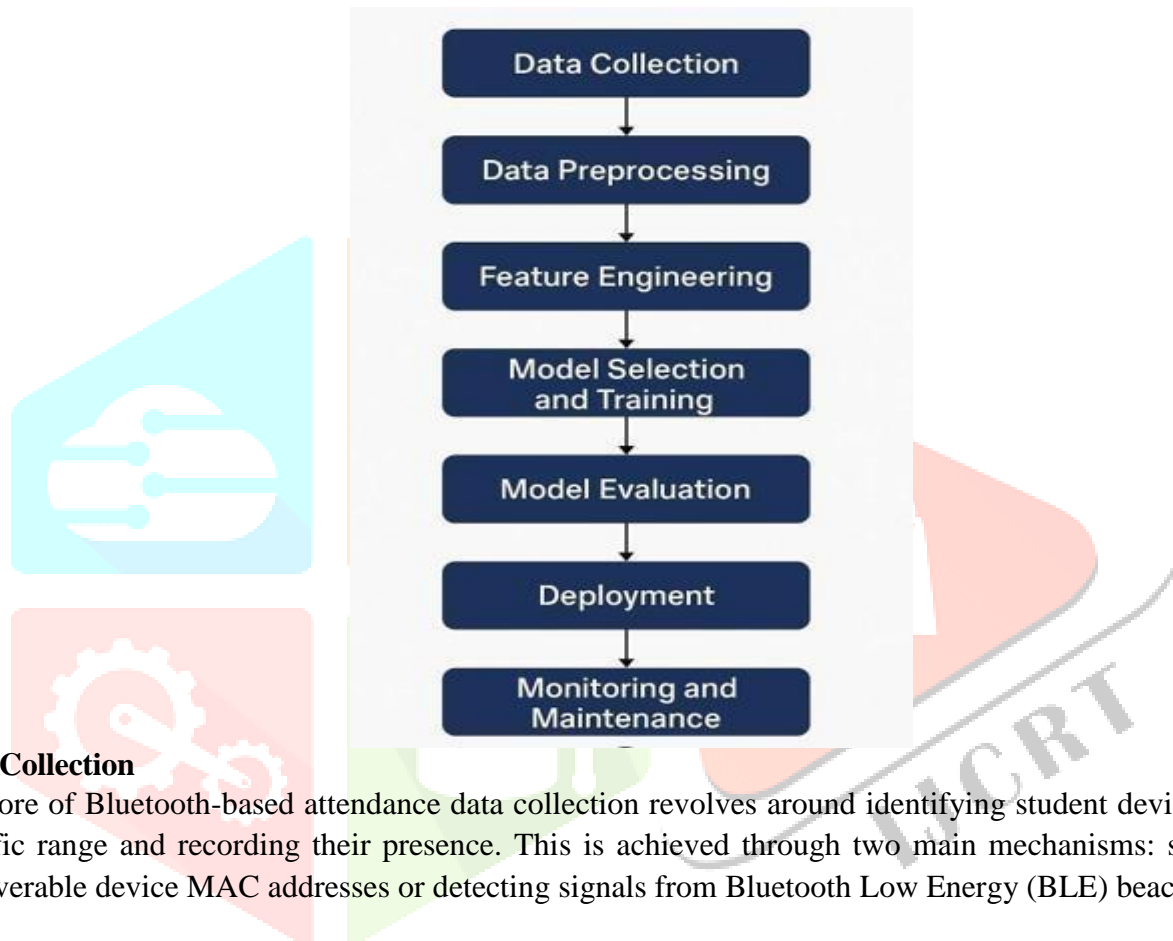 Data Collection
Data Preprocessing
Feature Engineering
Model Selection
and Training
Model Evaluation
Deployment
Monitoring and
Maintenance
Collection
ore of Bluetooth-based attendance data collection revolves around identifying student devi
fic range and recording their presence. This is achieved through two main mechanisms: s
verable device MAC addresses or detecting signals from Bluetooth Low Energy (BLE) beac
IJCRT